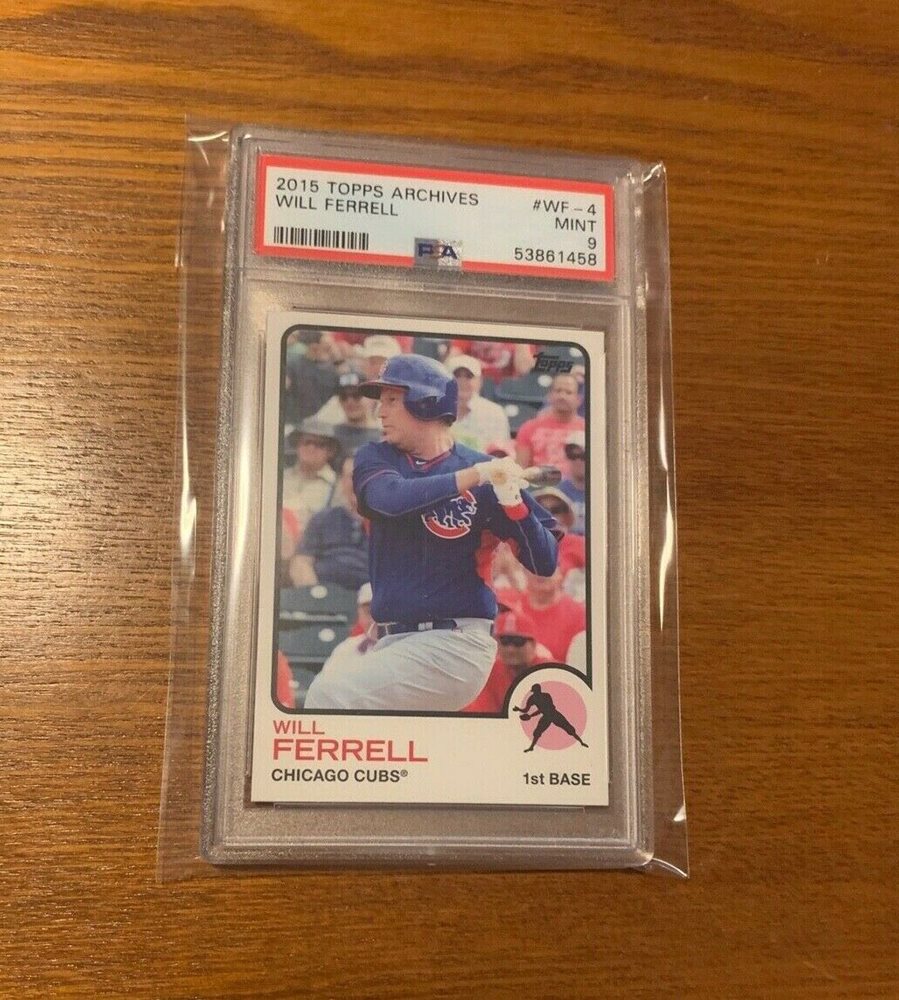 2015 TOPPS ARCHIVES #WF-4
WILL FERRELL MINT
9
PSA 53861458
Topps
WILL
FERRELL
CHICAGO CUBS®
1st BASE